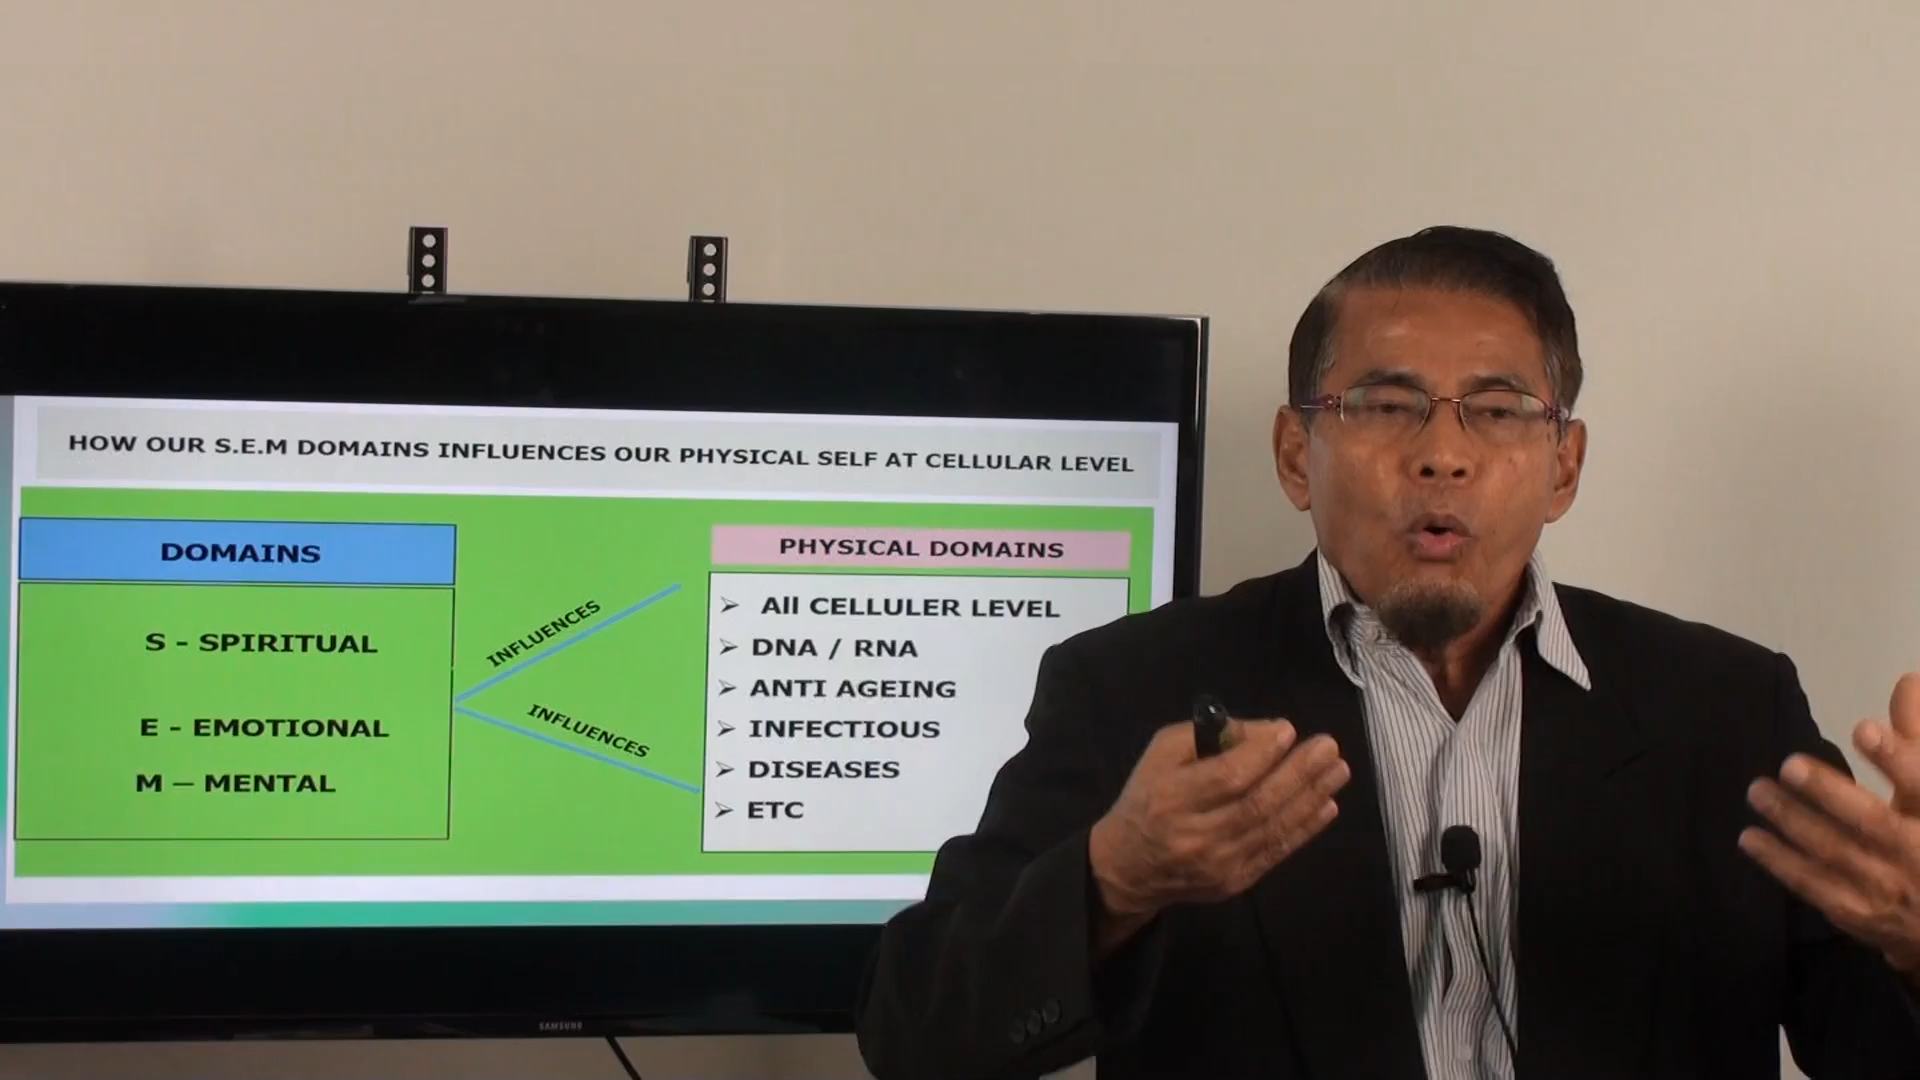 HOW OUR S.E.M DOMAINS INFLUENCES OUR PHYSICAL SELF AT CELLULAR LEVEL
DOMAINS
S - SPIRITUAL
E - EMOTIONAL
M – MENTAL
INFLUENCES
INFLUENCES
PHYSICAL DOMAINS
All CELLULER LEVEL
DNA / RNA
ANTI AGEING
INFECTIOUS
DISEASES
ETC
SAMSUNG